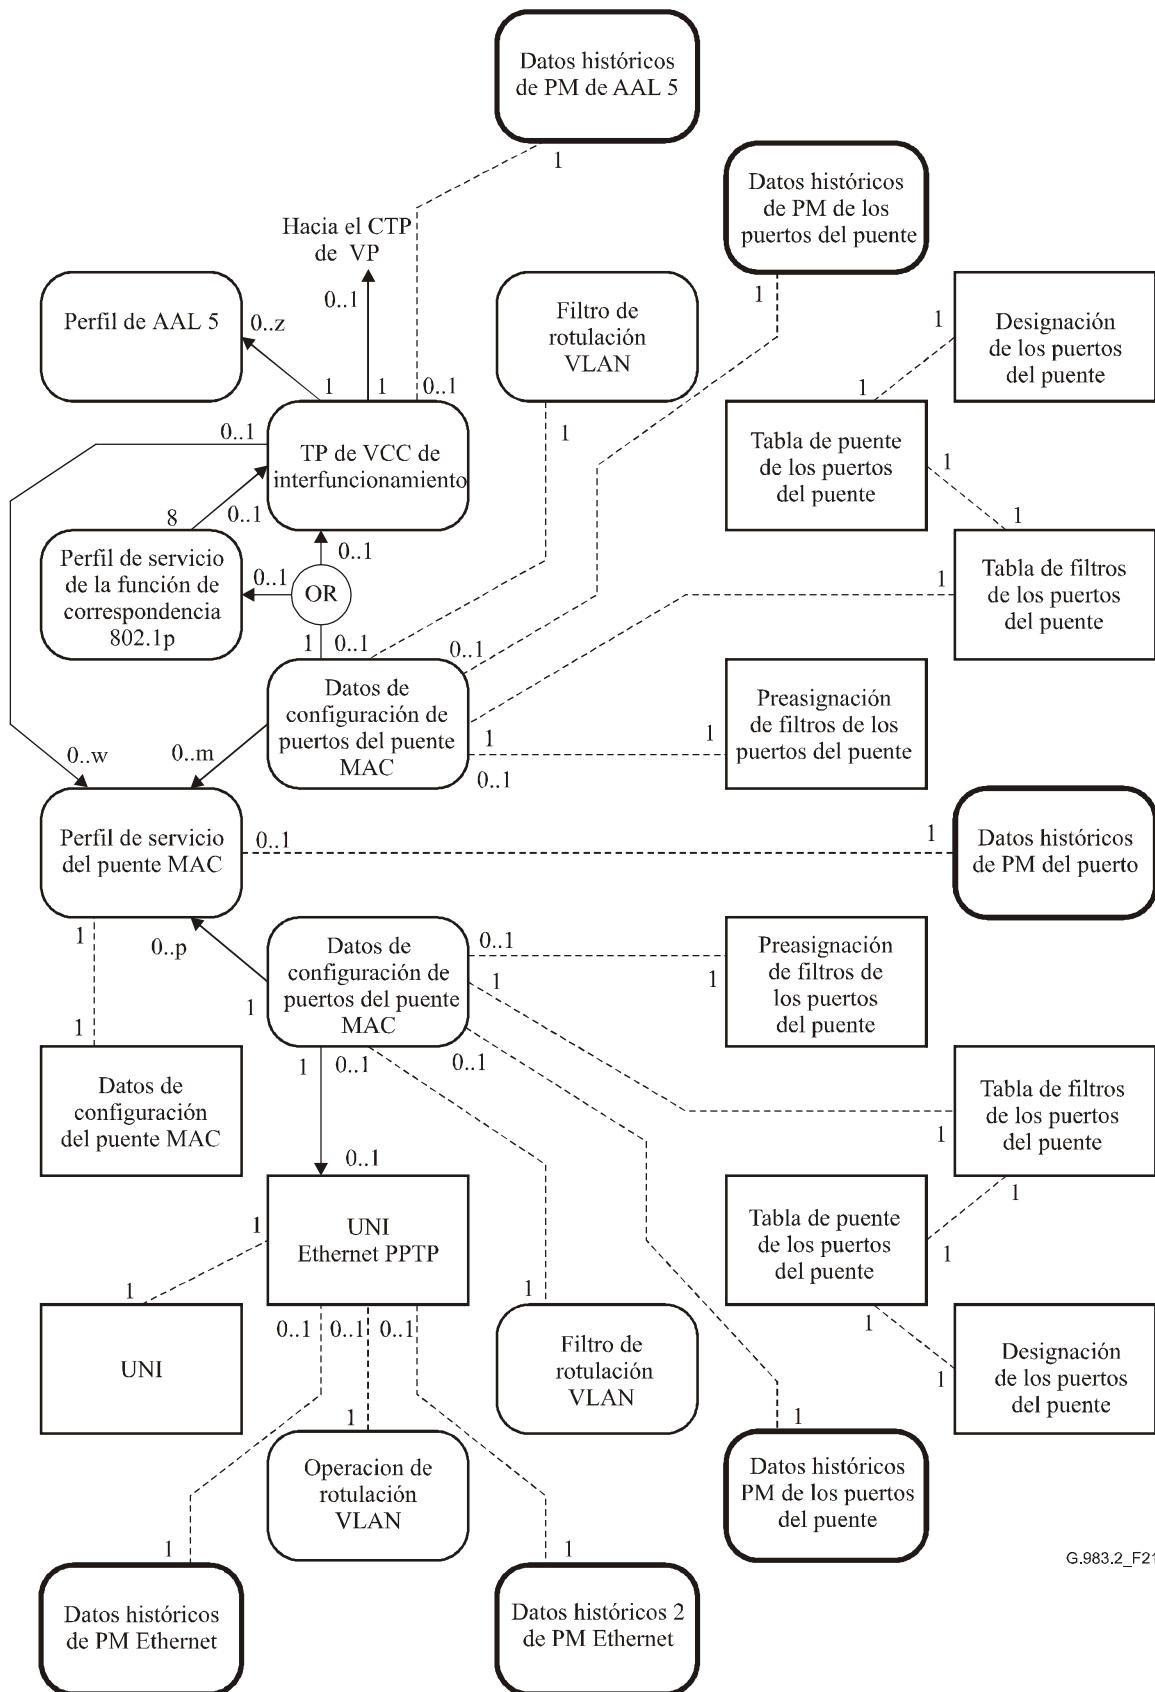 Datos históricos
de PM de AAL 5
1
Datos históricos
de PM de los
puertos del puente
1
Hacia el CTP
de VP
0..1
Perfil de AAL 5
0..z
1
1
0..1
Filtro de
rotulación
VLAN
1
Designación
de los puertos
del puente
1
1
Tabla de puente
de los puertos
del puente
1
1
0..1
TP de VCC de
interfuncionamiento
8
0..1
0..1
Perfil de servicio
de la función de
correspondencia
802.1p
0..1
OR
Tabla de filtros
de los puertos
del puente
1
1
0..1
0..1
Datos de
configuración de
puertos del puente
MAC
1
0..1
Preasignación
de filtros de los
puertos del puente
1
0..w
0..m
Perfil de servicio
del puente MAC
0..1
1
Datos históricos
de PM del puerto
1
0..p
1
Datos de
configuración de
puertos del puente
MAC
0..1
1
0..1
Preasignación
de filtros de
los puertos
del puente
1
1
Datos de
configuración
del puente MAC
1
0..1
0..1
Tabla de filtros
de los puertos
del puente
1
1
UNI
Ethernet PPTP
1
1
UNI
0..1
0..1
0..1
Tabla de puente
de los puertos
del puente
1
1
1
Filtro de
rotulación
VLAN
Designación
de los puertos
del puente
1
1
Operacion de
rotulación
VLAN
1
Datos históricos
PM de los puertos
del puente
1
Datos históricos
de PM Ethernet
1
Datos históricos 2
de PM Ethernet
G.983.2_F21